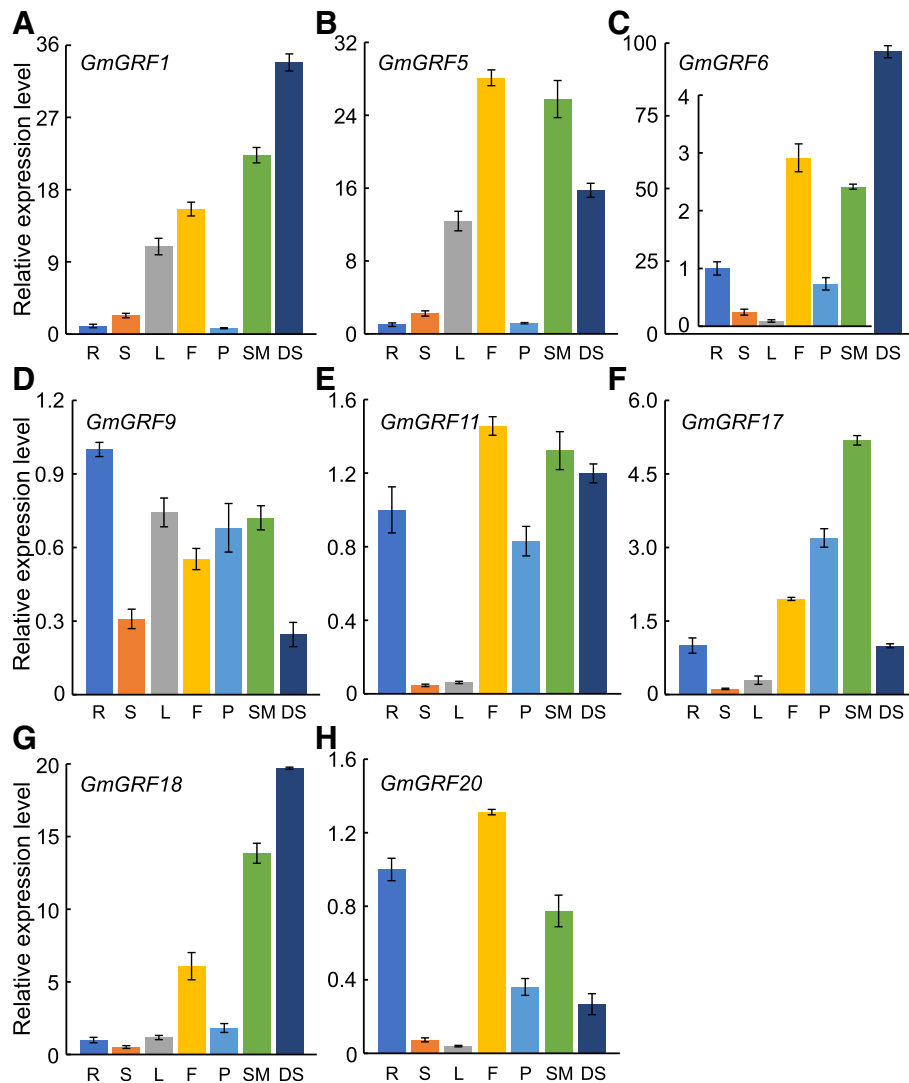 A
B
C
Relative expression level
GmGRF1
36
27
18
9
0
R S L F P SM DS
GmGRF5
32
24
16
8
0
R S L F P SM DS
GmGRF6
100
75
50
25
0
4
3
2
1
0
R S L F P SM DS
D
E
F
Relative expression level
GmGRF9
1.2
0.9
0.6
0.3
0
R S L F P SM DS
GmGRF11
1.6
1.2
0.8
0.4
0
R S L F P SM DS
GmGRF17
6.0
4.5
3.0
1.5
0
R S L F P SM DS
G
H
Relative expression level
GmGRF18
20
15
10
5
0
R S L F P SM DS
GmGRF20
1.6
1.2
0.8
0.4
0
R S L F P SM DS